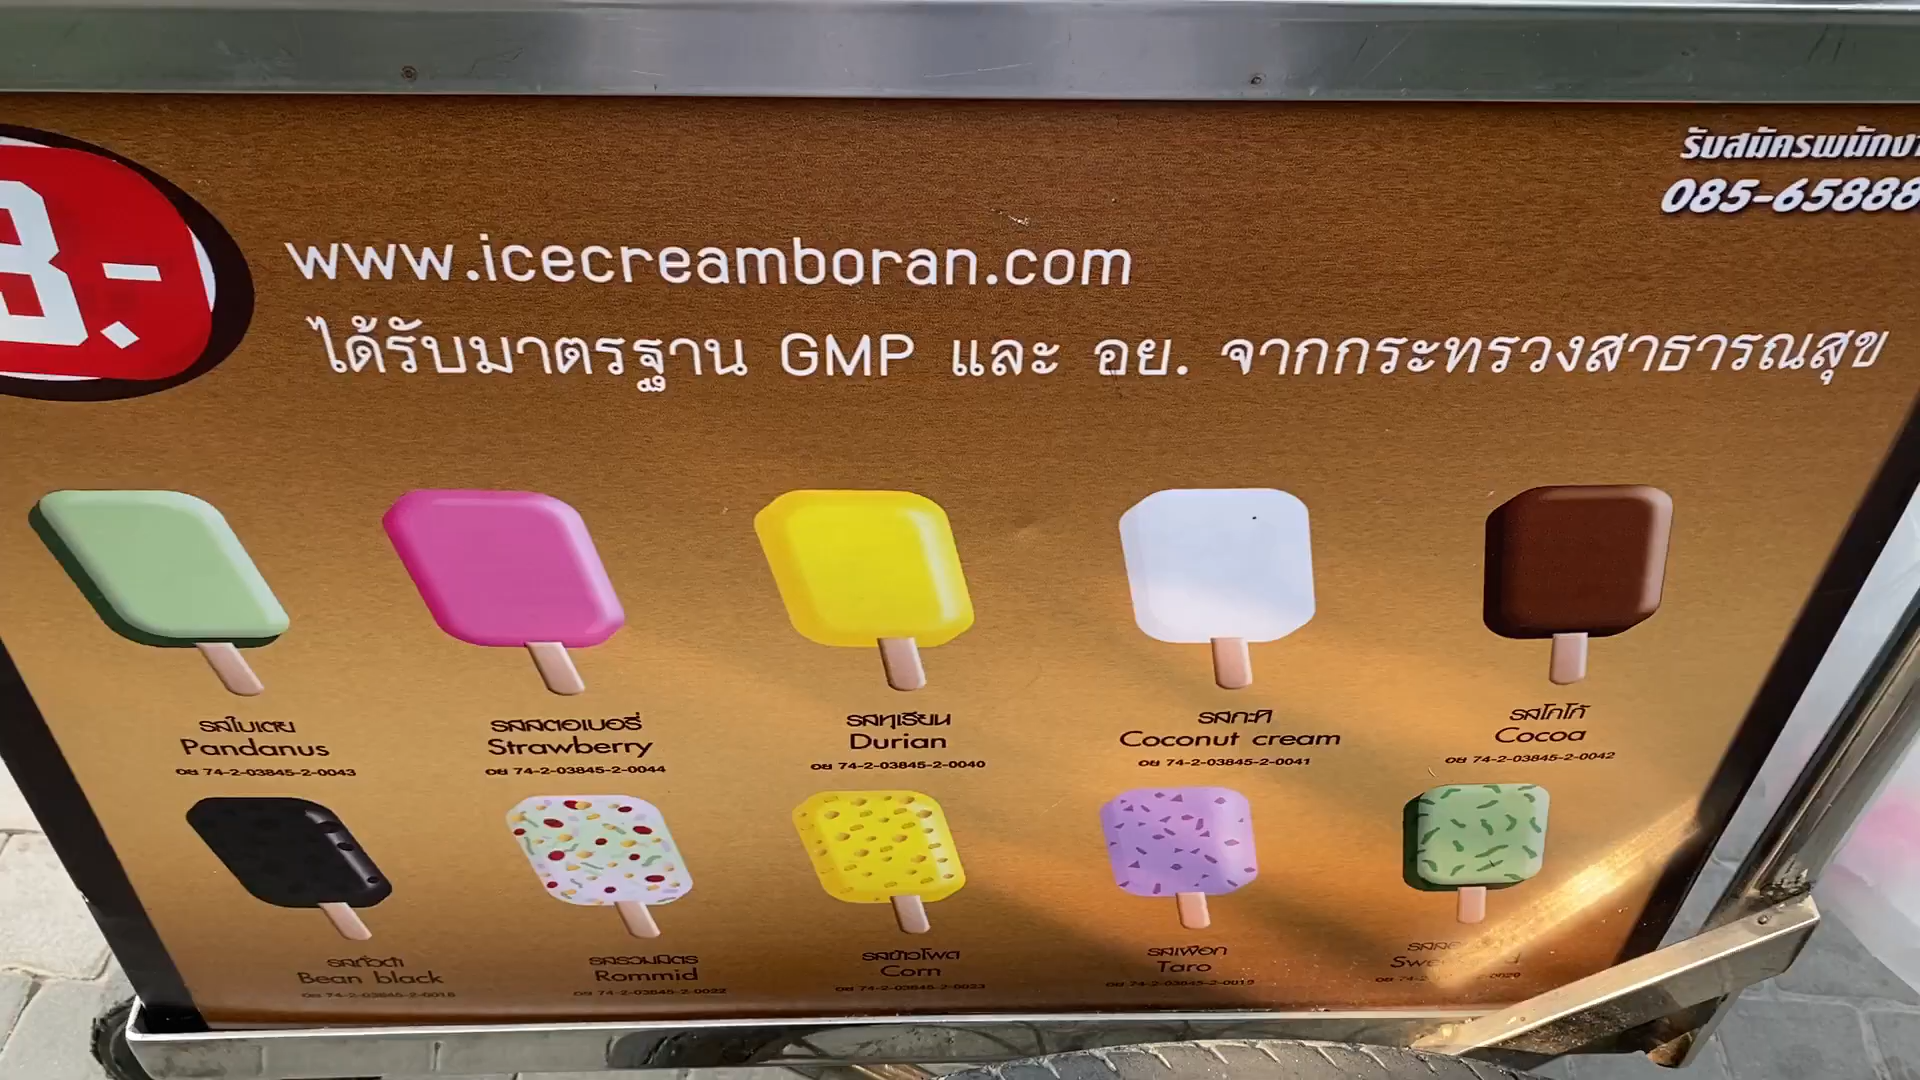 รับสมัครพนักงา
085-65888
8.-
www.icecreamboran.com
ได้รับมาตรฐาน GMP และ อย. จากกระทรวงสาธารณสุข
รสใบเตย
Pandanus
อย 74-2-03845-2-0043
รสสตอเบอรี่
Strawberry
อย 74-2-03845-2-0044
รสทุเรียน
Durian
อย 74-2-03845-2-0040
รสกะทิ
Coconut cream
อย 74-2-03845-2-0041
รสโกโก้
Cocoa
อย 74-2-03845-2-0042
รสถั่วดำ
Bean black
อย 74-2-03845-2-0018
รสรวมมิตร
Rommid
อย 74-2-03845-2-0022
รสข้าวโพด
Corn
อย 74-2-03845-2-0023
รสเผือก
Taro
อย 74-2-03845-2-0019